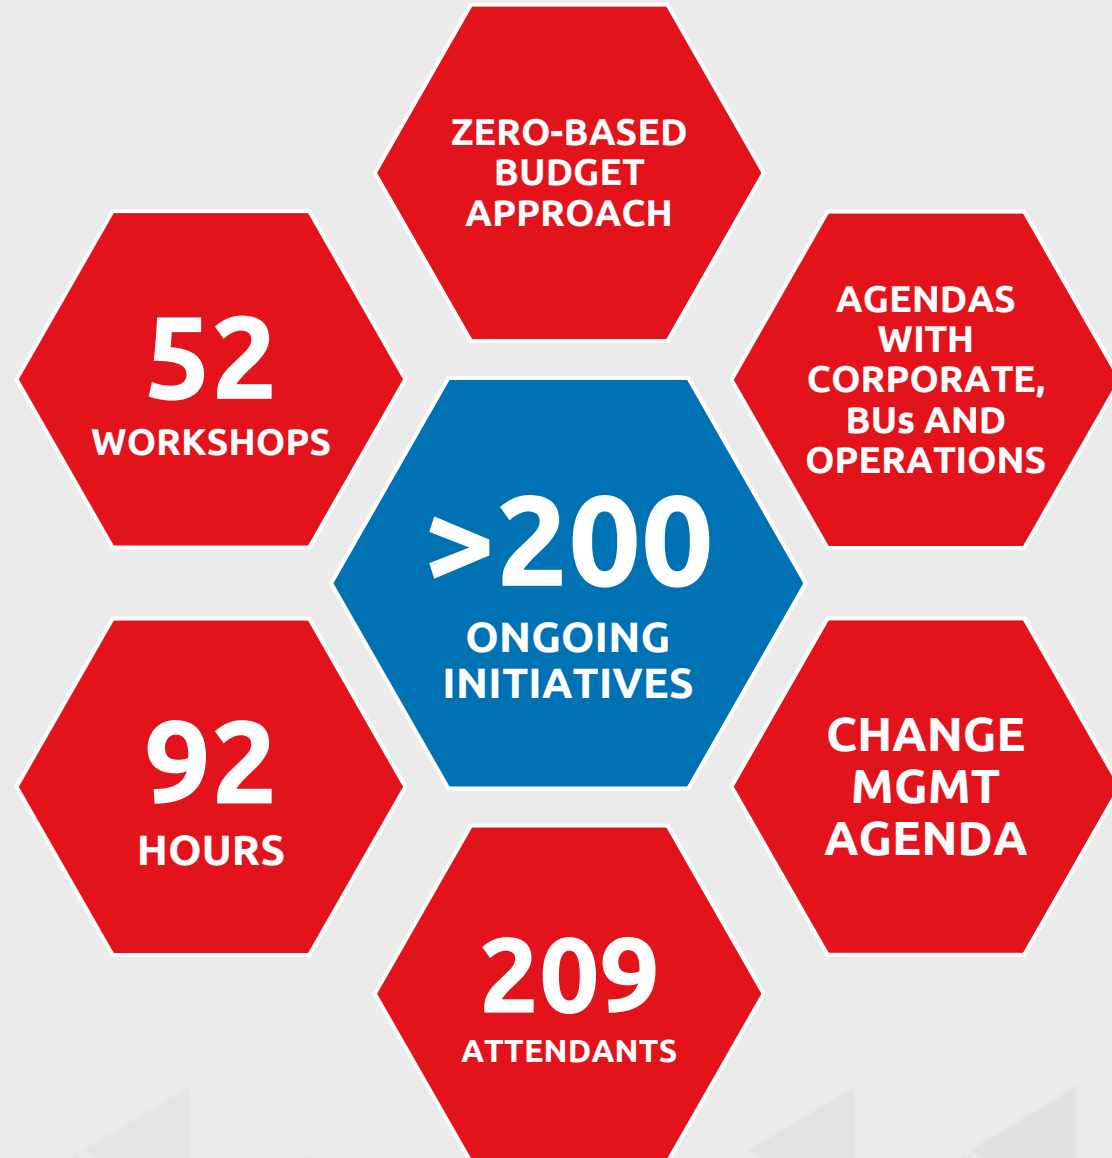 ZERO-BASED
BUDGET
APPROACH
52
WORKSHOPS
AGENDAS
WITH
CORPORATE,
BUs AND
OPERATIONS
>200
ONGOING
INITIATIVES
92
HOURS
CHANGE
MGMT
AGENDA
209
ATTENDANTS